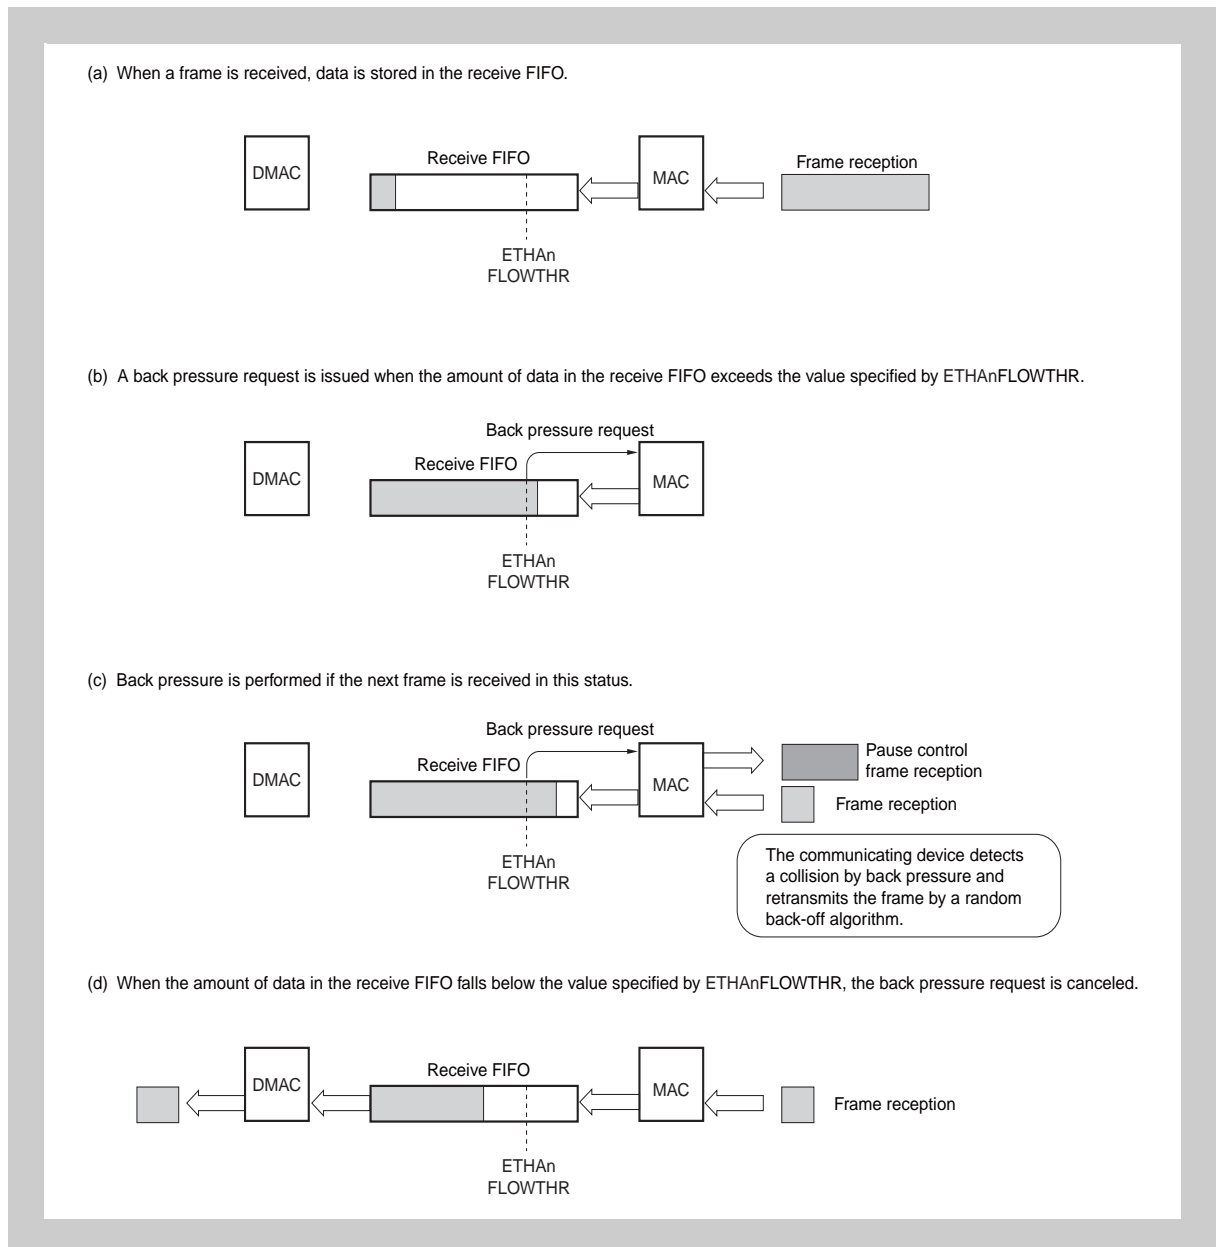 (a) When a frame is received, data is stored in the receive FIFO.
DMAC
Receive FIFO
MAC
Frame reception
ETHAn
FLOWTHR
(b) A back pressure request is issued when the amount of data in the receive FIFO exceeds the value specified by ETHAnFLOWTHR.
Back pressure request
DMAC
Receive FIFO
MAC
ETHAn
FLOWTHR
(c) Back pressure is performed if the next frame is received in this status.
Back pressure request
DMAC
Receive FIFO
MAC
Pause control
frame reception
Frame reception
ETHAn
FLOWTHR
The communicating device detects
a collision by back pressure and
retransmits the frame by a random
back-off algorithm.
(d) When the amount of data in the receive FIFO falls below the value specified by ETHAnFLOWTHR, the back pressure request is canceled.
DMAC
Receive FIFO
MAC
Frame reception
ETHAn
FLOWTHR